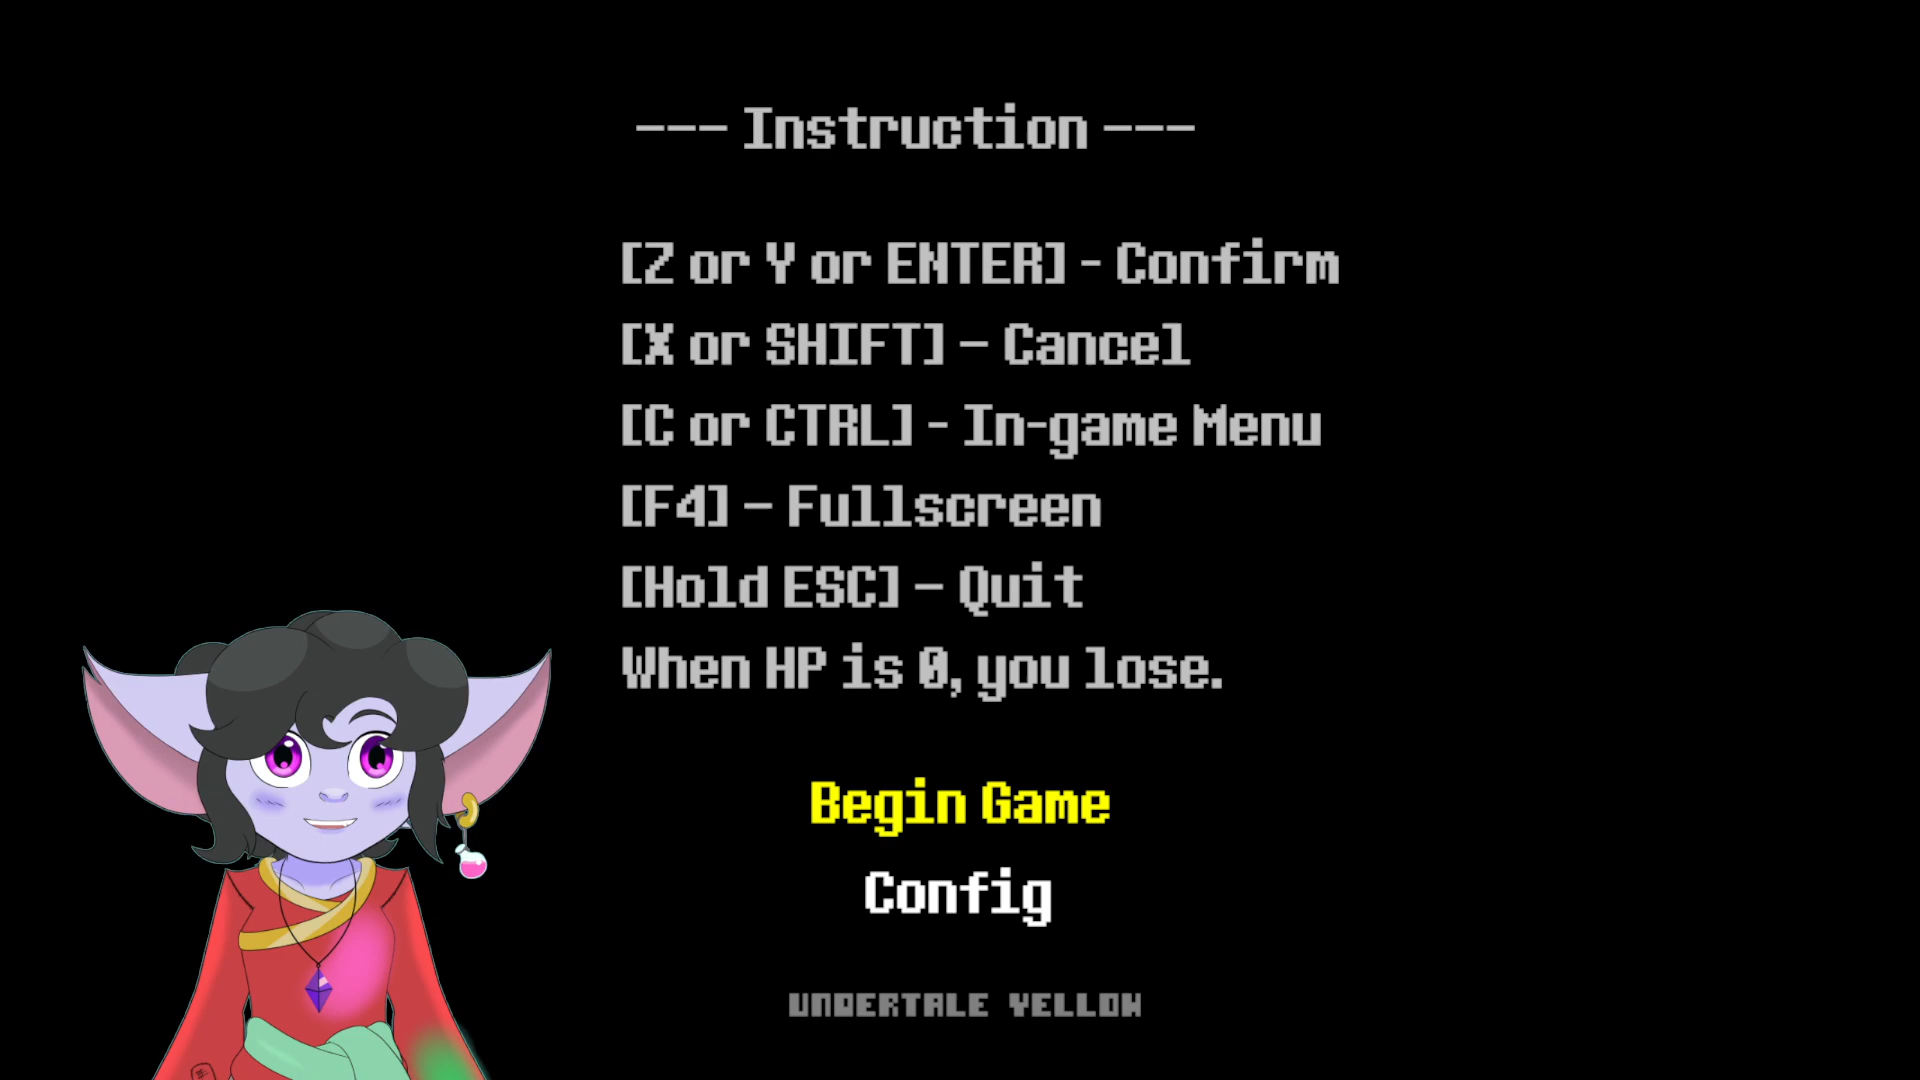 --- Instruction ---
[Z or Y or ENTER] - Confirm
[X or SHIFT] - Cancel
[C or CTRL] - In-game Menu
[F4] - Fullscreen
[Hold ESC] - Quit
When HP is 0, you lose.
Begin Game
Config
UNDERTALE YELLOW